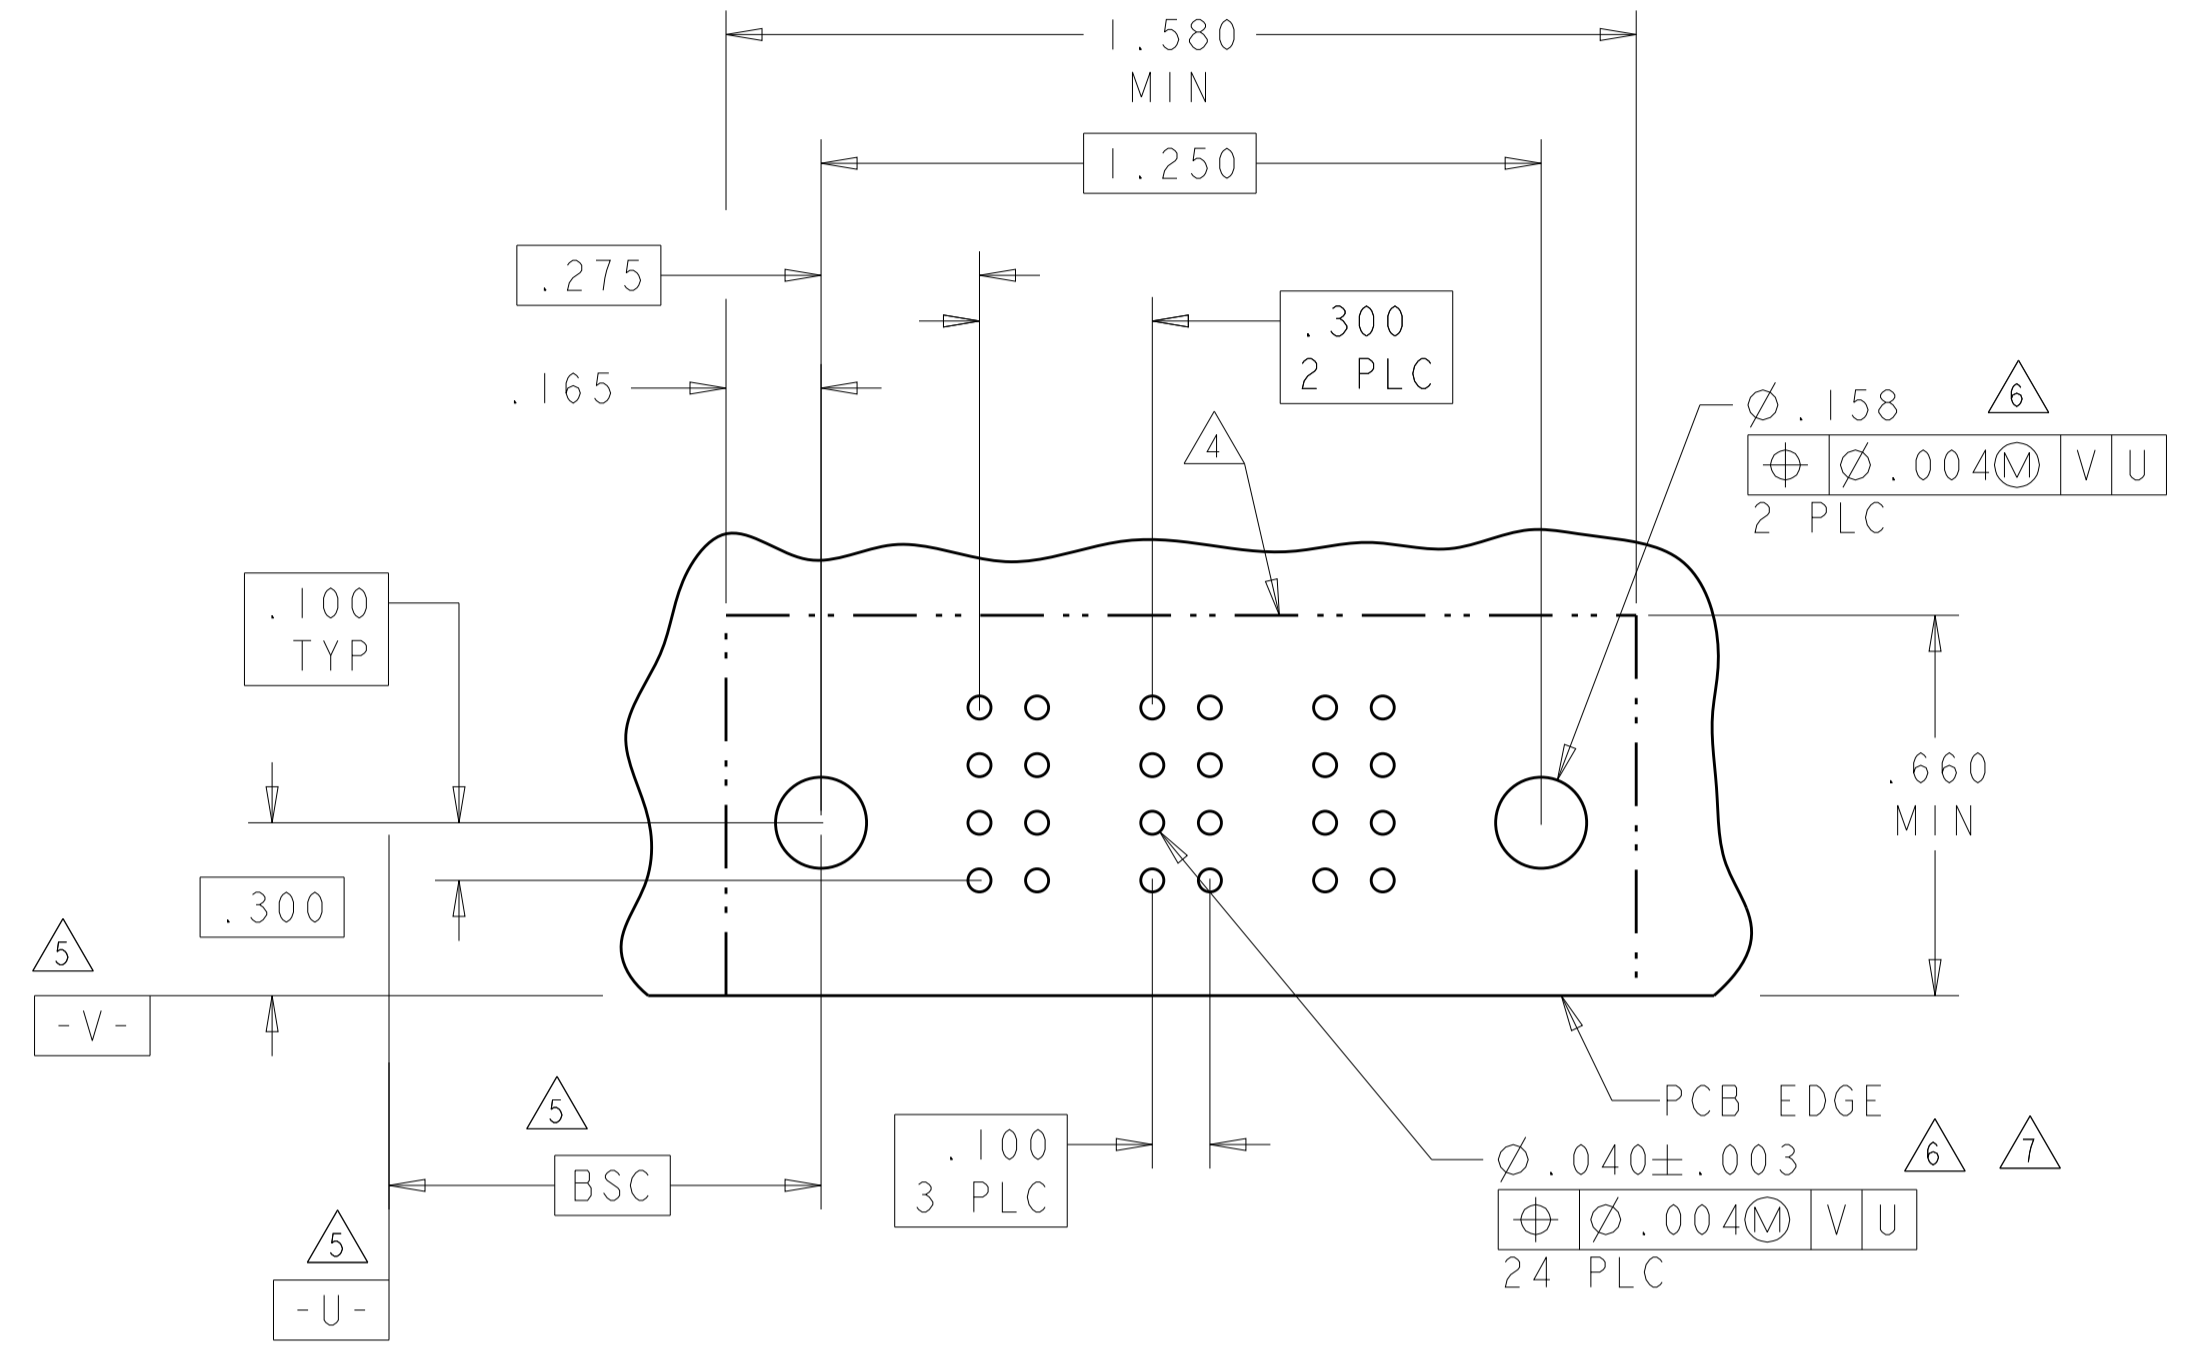 1.580
MIN
1.250
.275
.300
2 PLC
.165
4
Ø.158
6
⌖ Ø.004Ⓜ V U
2 PLC
.100
TYP
.660
MIN
.300
5
-V-
5
BSC
5
-U-
.100
3 PLC
PCB EDGE
Ø.040±.003
6
7
⌖ Ø.004Ⓜ V U
24 PLC